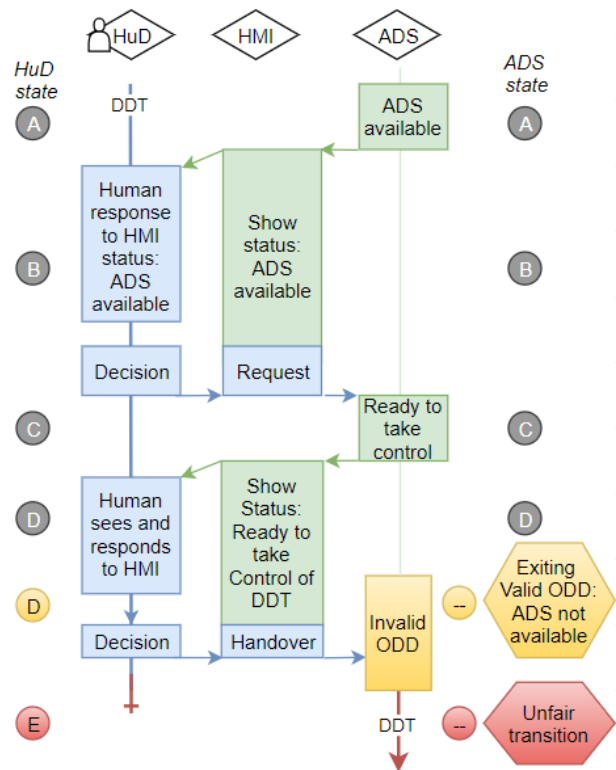 HuD
HMI
ADS
HuD
state
ADS
state
DDT
A
ADS
available
A
Human
response
to HMI
status:
ADS
available
Show
status:
ADS
available
B
B
Decision
Request
Ready to
take
control
C
C
Human
sees and
responds
to HMI
Show
Status:
Ready to
take
Control of
DDT
D
D
Exiting
Valid ODD:
ADS not
available
D
--
Invalid
ODD
Decision
Handover
E
DDT
--
Unfair
transition